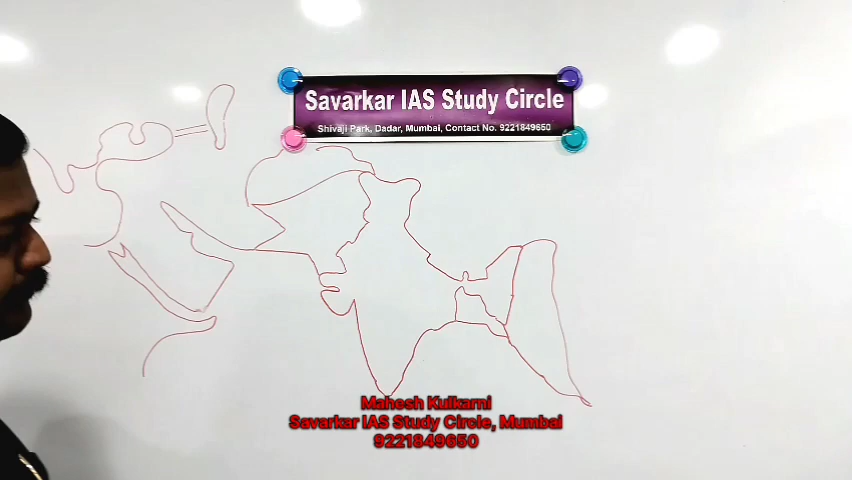 Savarkar IAS Study Circle
Shivaji Park, Dadar, Mumbai, Contact No. 9221849650
Mahesh Kulkarni
Savarkar IAS Study Circle, Mumbai
9221849650